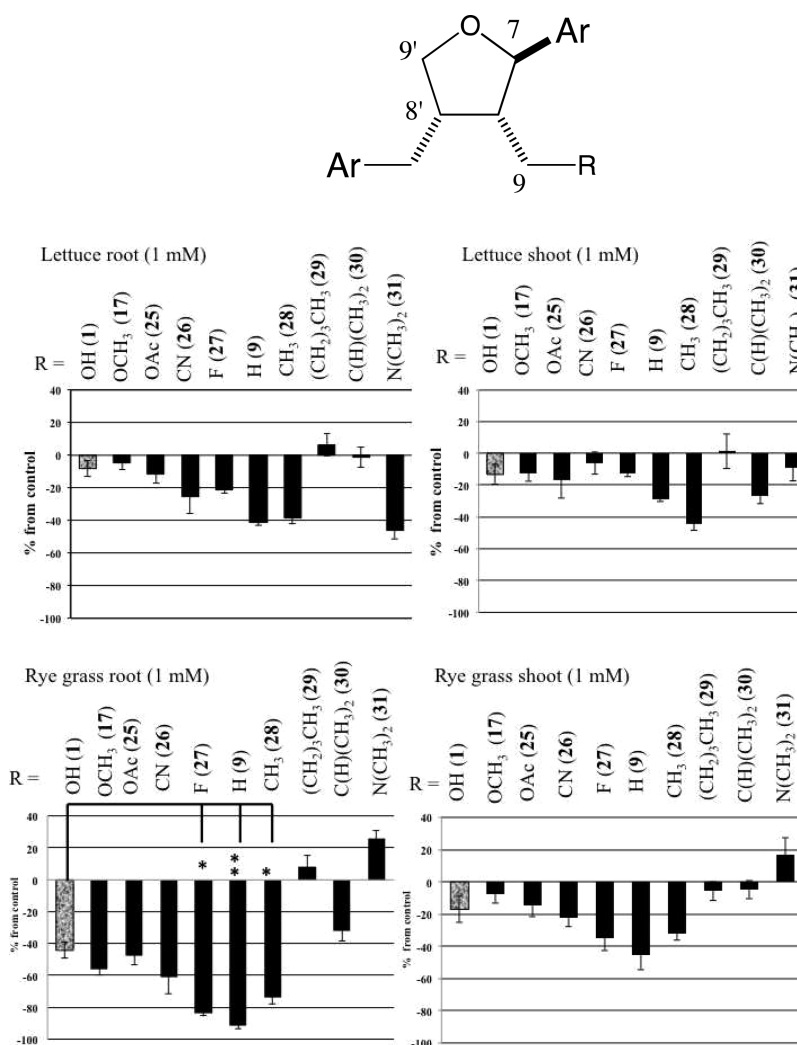 O
7
Ar
9'
8'
Ar
9
R
Lettuce root (1 mM)
R = OH (1) OCH3 (17) OAc (25) CN (26) F (27) H (9) CH3 (28) (CH2)3CH3 (29) C(H)(CH3)2 (30) N(CH3)2 (31)
% from control
40
20
0
-20
-40
-60
-80
-100
Lettuce shoot (1 mM)
R = OH (1) OCH3 (17) OAc (25) CN (26) F (27) H (9) CH3 (28) (CH2)3CH3 (29) C(H)(CH3)2 (30)
% from control
40
20
0
-20
-40
-60
-80
-100
Rye grass root (1 mM)
R = OH (1) OCH3 (17) OAc (25) CN (26) F (27) H (9) CH3 (28) (CH2)3CH3 (29) C(H)(CH3)2 (30) N(CH3)2 (31)
% from control
40
20
0
-20
-40
-60
-80
-100
* ** *
Rye grass shoot (1 mM)
R = OH (1) OCH3 (17) OAc (25) CN (26) F (27) H (9) CH3 (28) (CH2)3CH3 (29) C(H)(CH3)2 (30) N(CH3)2 (31)
% from control
40
20
0
-20
-40
-60
-80
-100